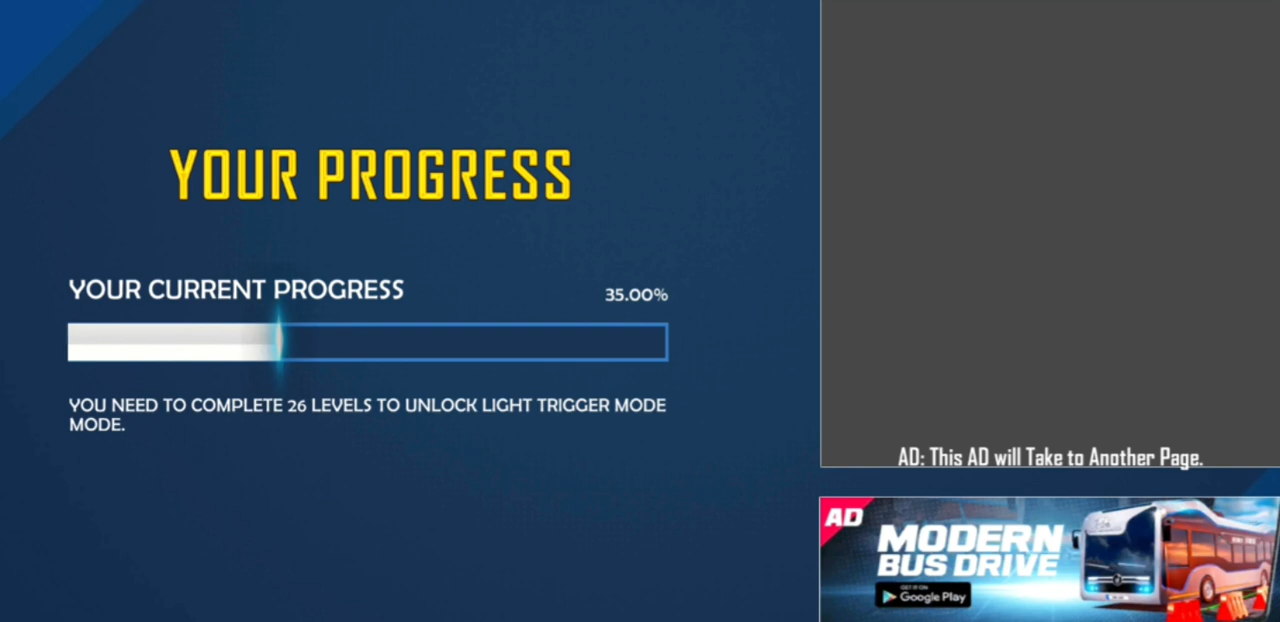 YOUR PROGRESS
YOUR CURRENT PROGRESS
35.00%
YOU NEED TO COMPLETE 26 LEVELS TO UNLOCK LIGHT TRIGGER MODE
MODE.
AD: This AD will Take to Another Page.
AD
MODERN
BUS DRIVE
GET IT ON
Google Play